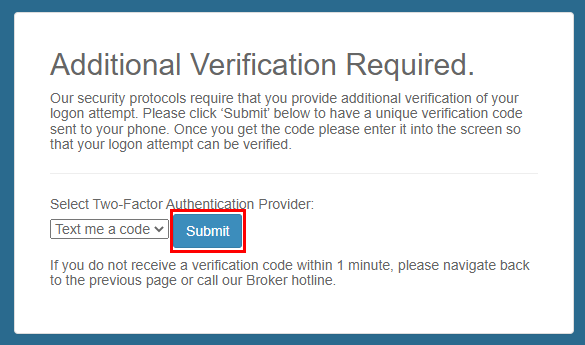 Additional Verification Required.
Our security protocols require that you provide additional verification of your
logon attempt. Please click ‘Submit’ below to have a unique verification code
sent to your phone. Once you get the code please enter it into the screen so
that your logon attempt can be verified.
Select Two-Factor Authentication Provider:
Text me a code Submit
If you do not receive a verification code within 1 minute, please navigate back
to the previous page or call our Broker hotline.